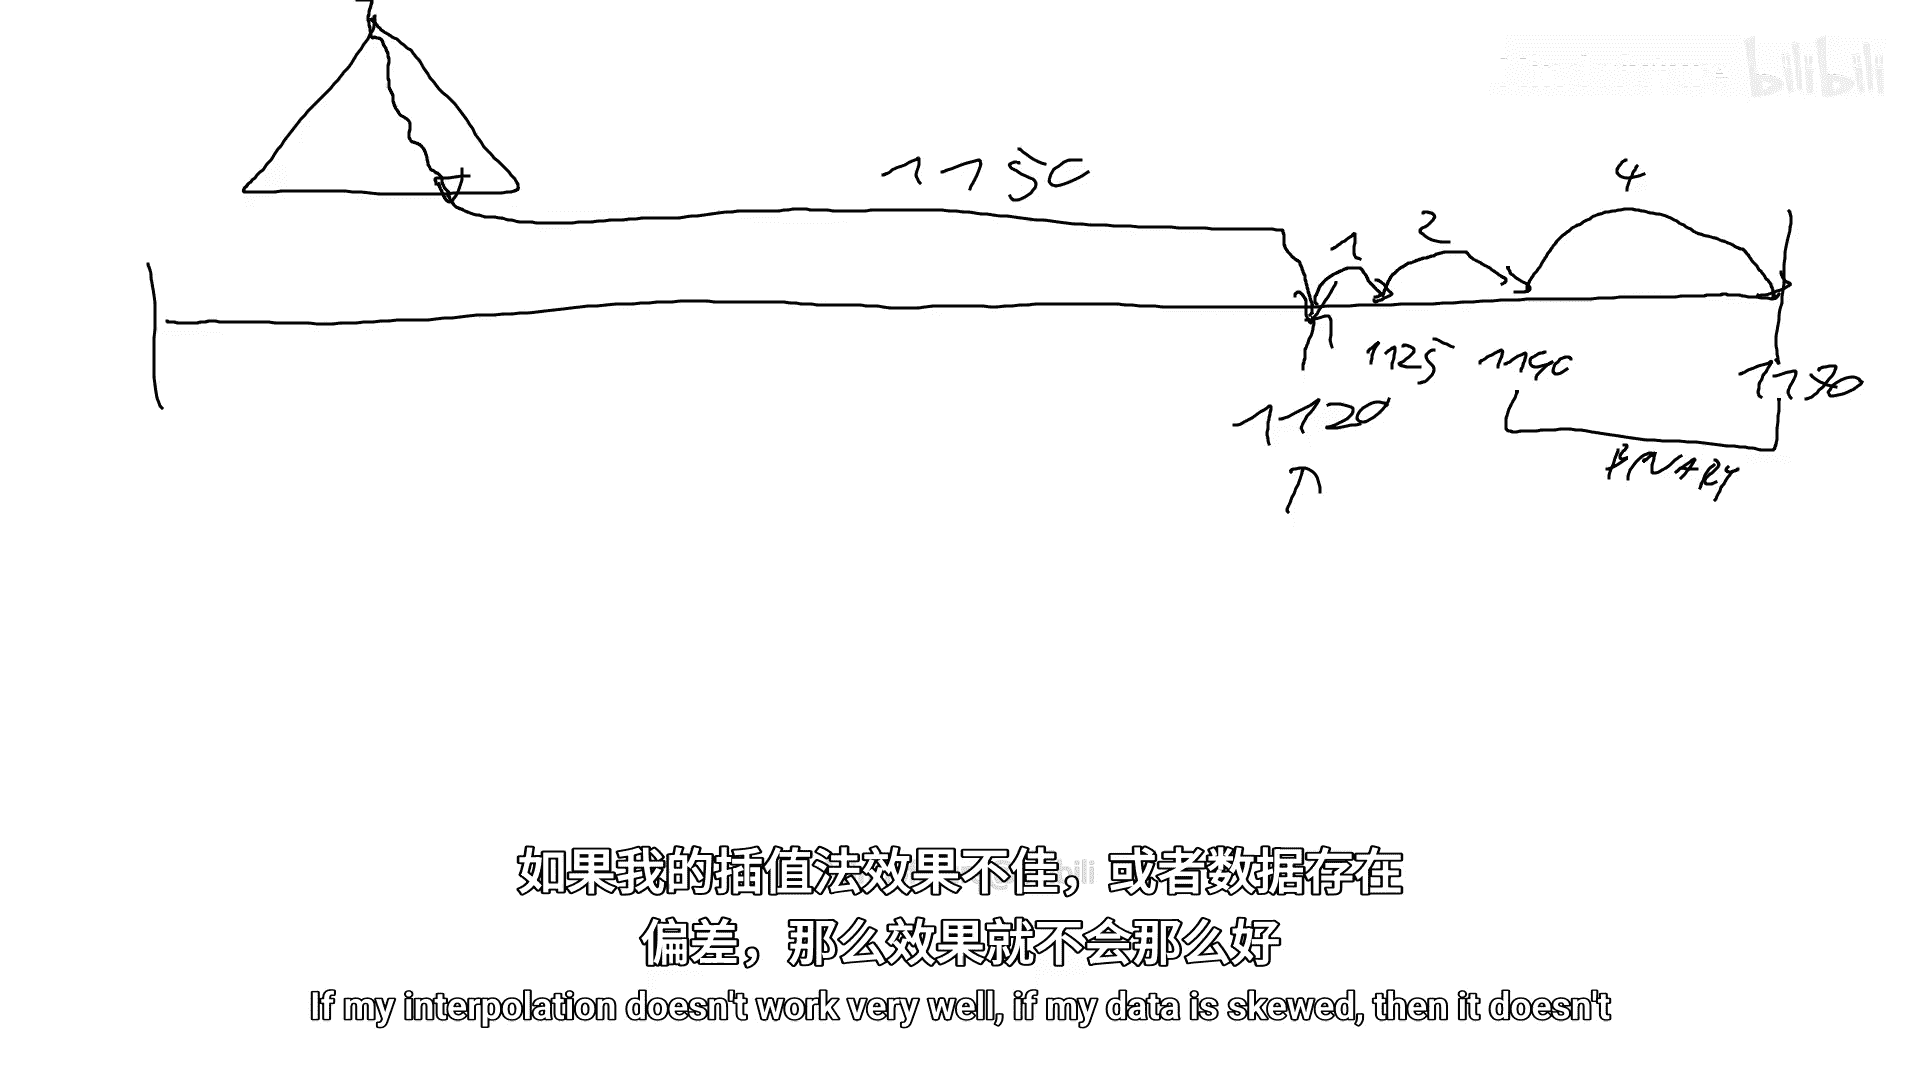 bilibili
1150
4
2
1
1125
1140
1170
1120
BINARY
如果我的插值法效果不佳，或者数据存在
偏差，那么效果就不会那么好
If my interpolation doesn't work very well, if my data is skewed, then it doesn't